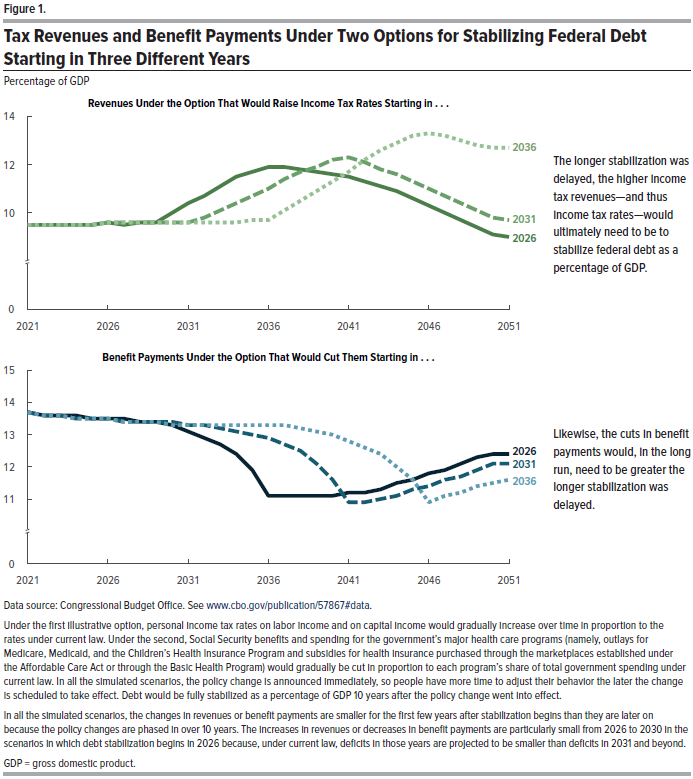 Figure 1.
Tax Revenues and Benefit Payments Under Two Options for Stabilizing Federal Debt
Starting in Three Different Years
Percentage of GDP
Revenues Under the Option That Would Raise Income Tax Rates Starting in . . .
14
12
10
0
2036
2031
2026
2021 2026 2031 2036 2041 2046 2051
The longer stabilization was
delayed, the higher income
tax revenues—and thus
income tax rates—would
ultimately need to be to
stabilize federal debt as a
percentage of GDP.
Benefit Payments Under the Option That Would Cut Them Starting in . . .
15
14
13
12
11
0
2026
2031
2036
2021 2026 2031 2036 2041 2046 2051
Likewise, the cuts in benefit
payments would, in the long
run, need to be greater the
longer stabilization was
delayed.
Data source: Congressional Budget Office. See www.cbo.gov/publication/57867#data.
Under the first illustrative option, personal income tax rates on labor income and on capital income would gradually increase over time in proportion to the
rates under current law. Under the second, Social Security benefits and spending for the government's major health care programs (namely, outlays for
Medicare, Medicaid, and the Children's Health Insurance Program and subsidies for health insurance purchased through the marketplaces established under
the Affordable Care Act or through the Basic Health Program) would gradually be cut in proportion to each program's share of total government spending under
current law. In all the simulated scenarios, the policy change is announced immediately, so people have more time to adjust their behavior the later the change
is scheduled to take effect. Debt would be fully stabilized as a percentage of GDP 10 years after the policy change went into effect.
In all the simulated scenarios, the changes in revenues or benefit payments are smaller for the first few years after stabilization begins than they are later on
because the policy changes are phased in over 10 years. The increases in revenues or decreases in benefit payments are particularly small from 2026 to 2030 in the
scenarios in which debt stabilization begins in 2026 because, under current law, deficits in those years are projected to be smaller than deficits in 2031 and beyond.
GDP = gross domestic product.